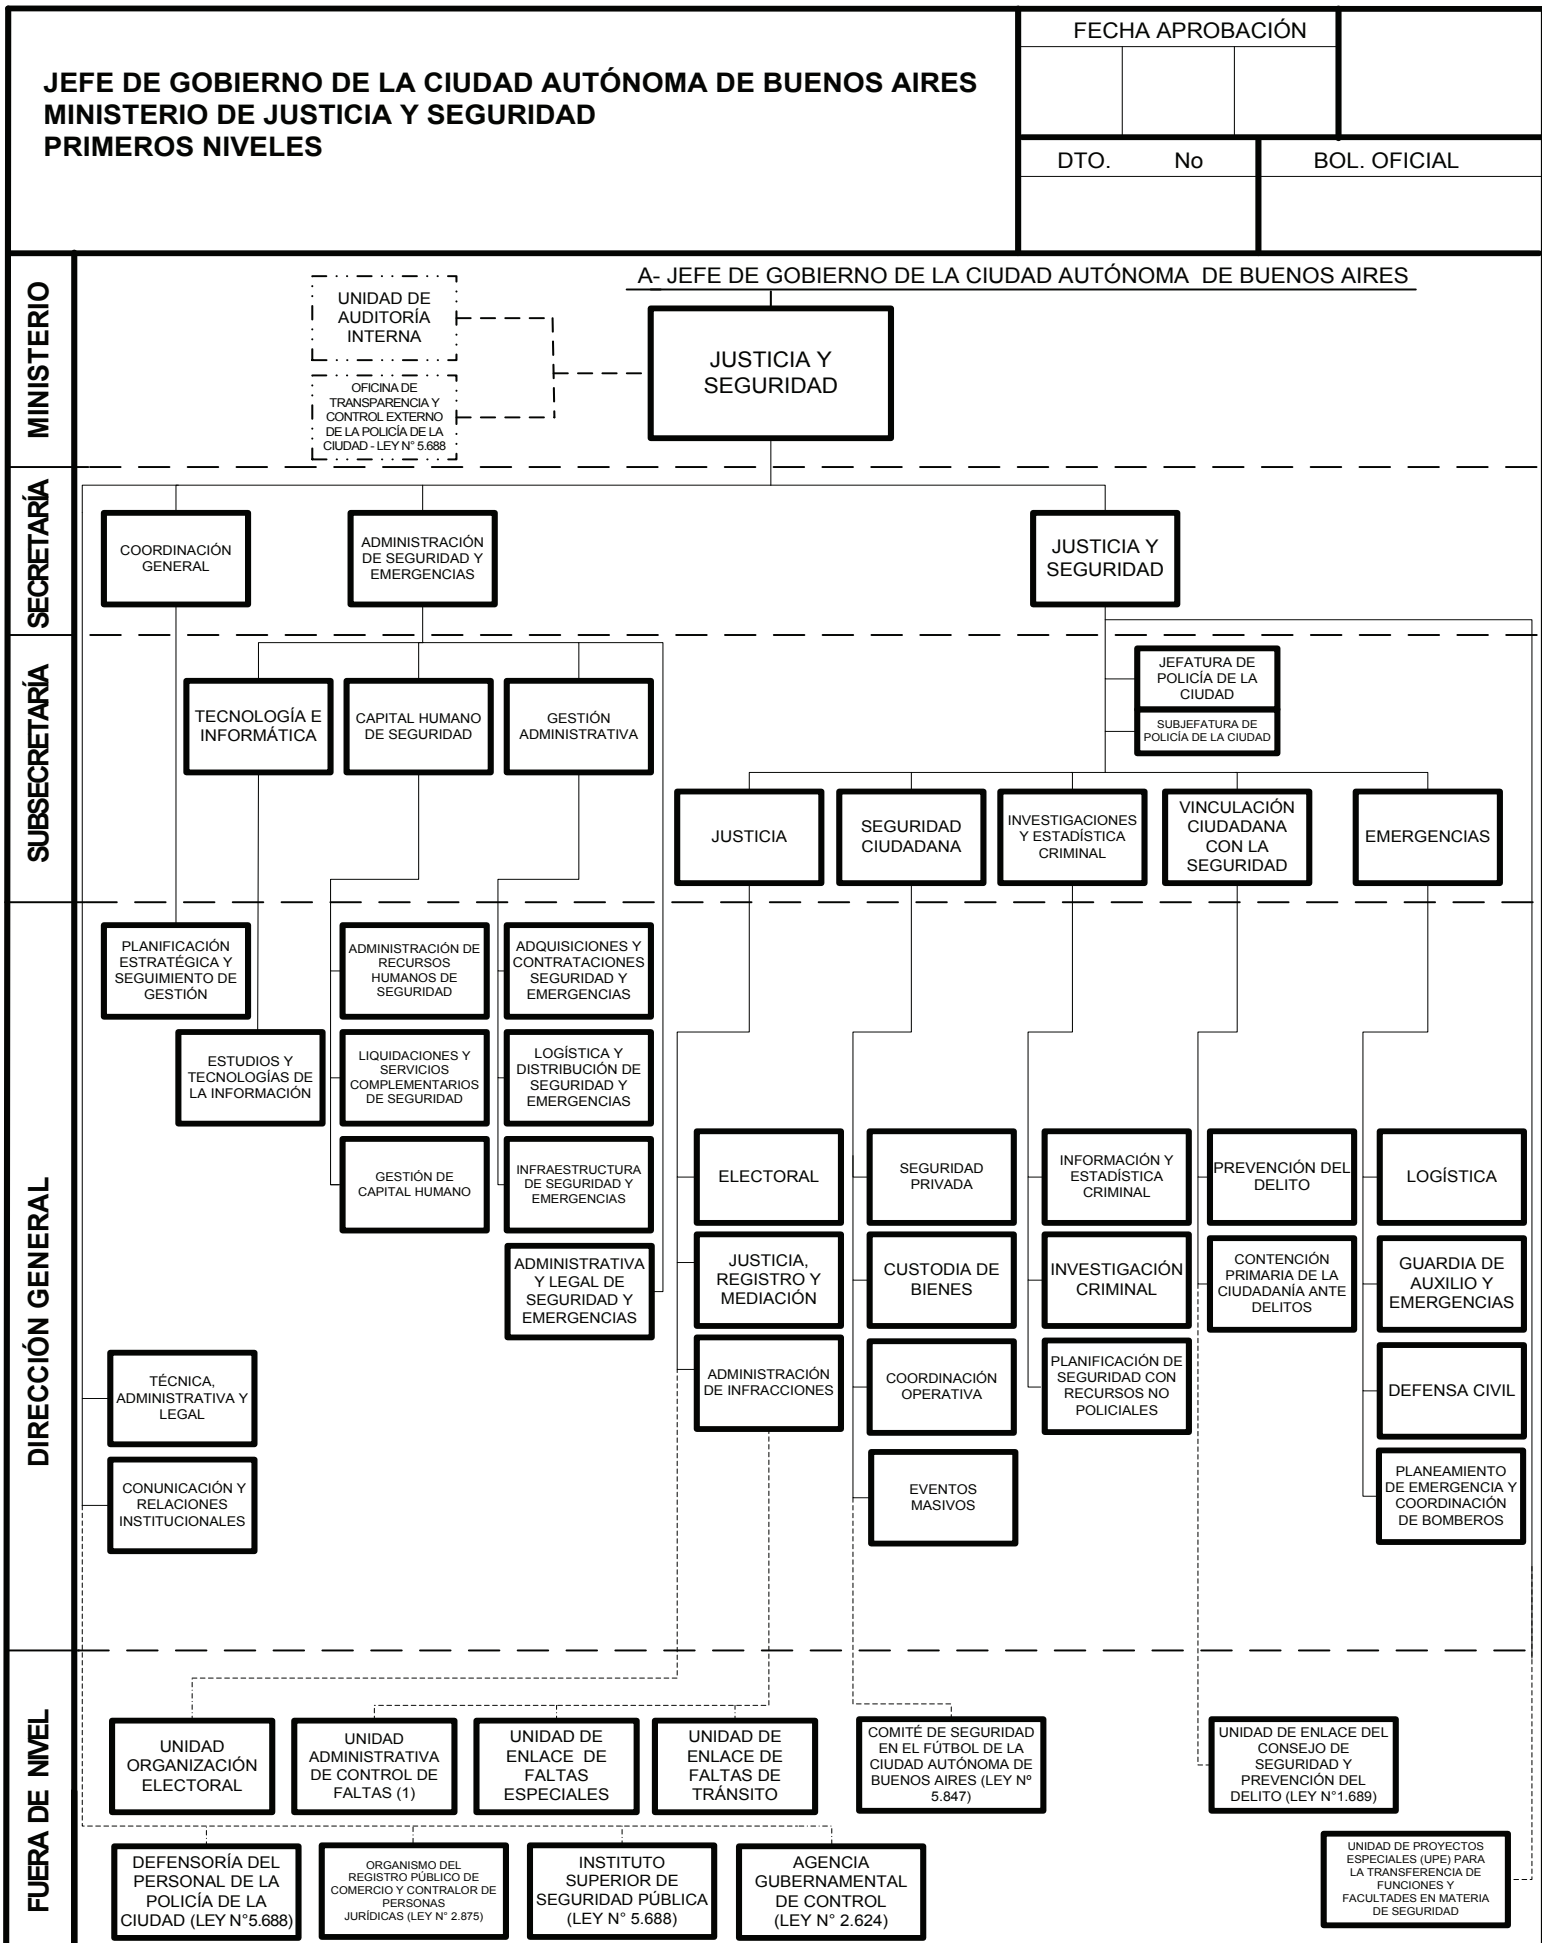 JEFE DE GOBIERNO DE LA CIUDAD AUTÓNOMA DE BUENOS AIRES
MINISTERIO DE JUSTICIA Y SEGURIDAD
PRIMEROS NIVELES
FECHA APROBACIÓN
DTO. No
BOL. OFICIAL
MINISTERIO
A- JEFE DE GOBIERNO DE LA CIUDAD AUTÓNOMA DE BUENOS AIRES
UNIDAD DE
AUDITORÍA
INTERNA
OFICINA DE
TRANSPARENCIA Y
CONTROL EXTERNO
DE LA POLICÍA DE LA
CIUDAD - LEY N° 5.688
JUSTICIA Y
SEGURIDAD
SECRETARÍA
COORDINACIÓN
GENERAL
ADMINISTRACIÓN
DE SEGURIDAD Y
EMERGENCIAS
JUSTICIA Y
SEGURIDAD
SUBSECRETARÍA
TECNOLOGÍA E
INFORMÁTICA
CAPITAL HUMANO
DE SEGURIDAD
GESTIÓN
ADMINISTRATIVA
JEFATURA DE
POLICÍA DE LA
CIUDAD
SUBJEFATURA DE
POLICÍA DE LA CIUDAD
JUSTICIA
SEGURIDAD
CIUDADANA
INVESTIGACIONES
Y ESTADÍSTICA
CRIMINAL
VINCULACIÓN
CIUDADANA
CON LA
SEGURIDAD
EMERGENCIAS
DIRECCIÓN GENERAL
PLANIFICACIÓN
ESTRATÉGICA Y
SEGUIMIENTO DE
GESTIÓN
ADMINISTRACIÓN DE
RECURSOS
HUMANOS DE
SEGURIDAD
ADQUISICIONES Y
CONTRATACIONES
SEGURIDAD Y
EMERGENCIAS
ESTUDIOS Y
TECNOLOGÍAS DE
LA INFORMACIÓN
LIQUIDACIONES Y
SERVICIOS
COMPLEMENTARIOS
DE SEGURIDAD
LOGÍSTICA Y
DISTRIBUCIÓN DE
SEGURIDAD Y
EMERGENCIAS
GESTIÓN DE
CAPITAL HUMANO
INFRAESTRUCTURA
DE SEGURIDAD Y
EMERGENCIAS
ELECTORAL
SEGURIDAD
PRIVADA
INFORMACIÓN Y
ESTADÍSTICA
CRIMINAL
PREVENCIÓN DEL
DELITO
LOGÍSTICA
ADMINISTRATIVA
Y LEGAL DE
SEGURIDAD Y
EMERGENCIAS
JUSTICIA,
REGISTRO Y
MEDIACIÓN
CUSTODIA DE
BIENES
INVESTIGACIÓN
CRIMINAL
CONTENCIÓN
PRIMARIA DE LA
CIUDADANÍA ANTE
DELITOS
GUARDIA DE
AUXILIO Y
EMERGENCIAS
TÉCNICA,
ADMINISTRATIVA Y
LEGAL
ADMINISTRACIÓN
DE INFRACCIONES
COORDINACIÓN
OPERATIVA
PLANIFICACIÓN DE
SEGURIDAD CON
RECURSOS NO
POLICIALES
DEFENSA CIVIL
CONUNICACIÓN Y
RELACIONES
INSTITUCIONALES
EVENTOS
MASIVOS
PLANEAMIENTO
DE EMERGENCIA Y
COORDINACIÓN
DE BOMBEROS
FUERA DE NIVEL
UNIDAD
ORGANIZACIÓN
ELECTORAL
UNIDAD
ADMINISTRATIVA
DE CONTROL DE
FALTAS (1)
UNIDAD DE
ENLACE DE
FALTAS
ESPECIALES
UNIDAD DE
ENLACE DE
FALTAS DE
TRÁNSITO
COMITÉ DE SEGURIDAD
EN EL FÚTBOL DE LA
CIUDAD AUTÓNOMA DE
BUENOS AIRES (LEY Nº
5.847)
UNIDAD DE ENLACE DEL
CONSEJO DE
SEGURIDAD Y
PREVENCIÓN DEL
DELITO (LEY N°1.689)
DEFENSORÍA DEL
PERSONAL DE LA
POLICÍA DE LA
CIUDAD (LEY N°5.688)
ORGANISMO DEL
REGISTRO PÚBLICO DE
COMERCIO Y CONTRALOR DE
PERSONAS
JURÍDICAS (LEY N° 2.875)
INSTITUTO
SUPERIOR DE
SEGURIDAD PÚBLICA
(LEY N° 5.688)
AGENCIA
GUBERNAMENTAL
DE CONTROL
(LEY N° 2.624)
UNIDAD DE PROYECTOS
ESPECIALES (UPE) PARA
LA TRANSFERENCIA DE
FUNCIONES Y
FACULTADES EN MATERIA
DE SEGURIDAD